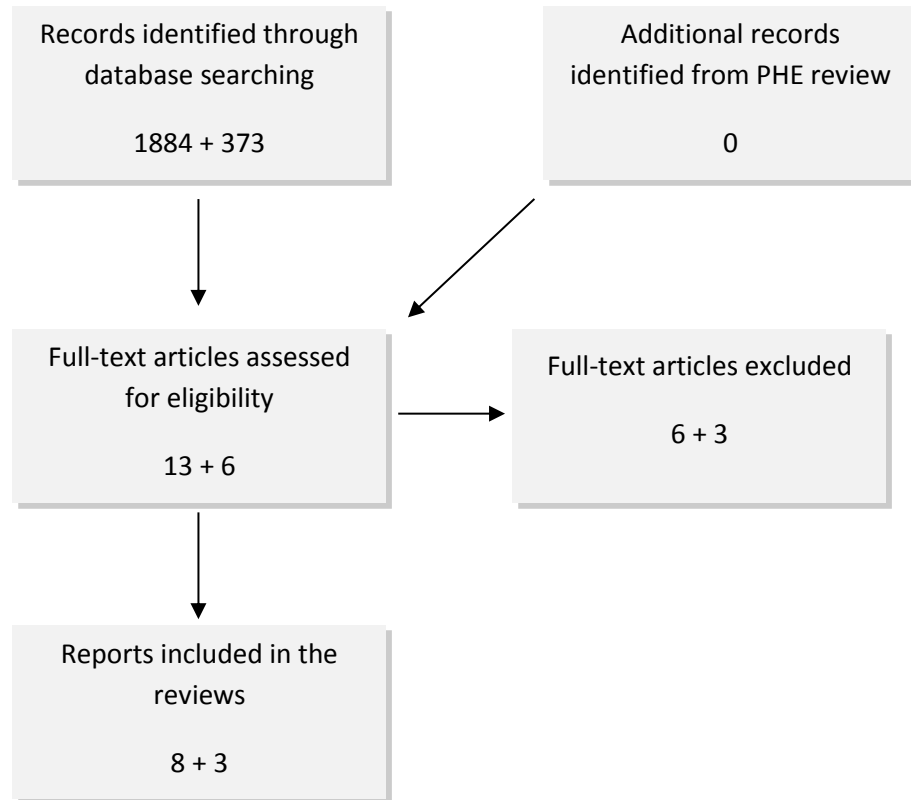 Records identified through
database searching
1884 + 373
Additional records
identified from PHE review
0
Full-text articles assessed
for eligibility
13 + 6
Full-text articles excluded
6 + 3
Reports included in the
reviews
8 + 3